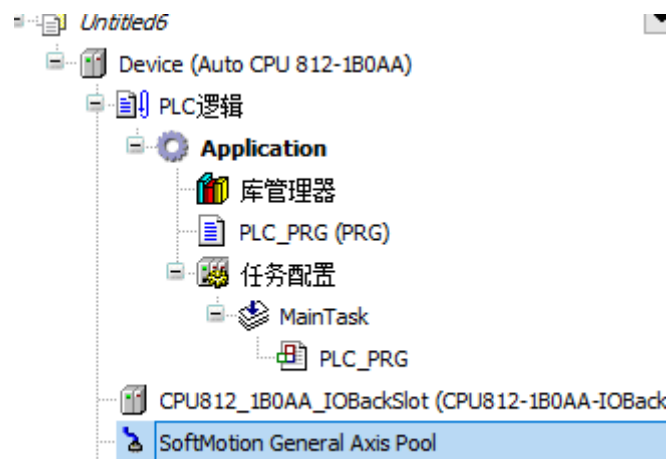 Untitled6
Device (Auto CPU 812-1B0AA)
PLC逻辑
Application
库管理器
PLC_PRG (PRG)
任务配置
MainTask
PLC_PRG
CPU812_1B0AA_IOBackSlot (CPU812-1B0AA-IOBack
SoftMotion General Axis Pool